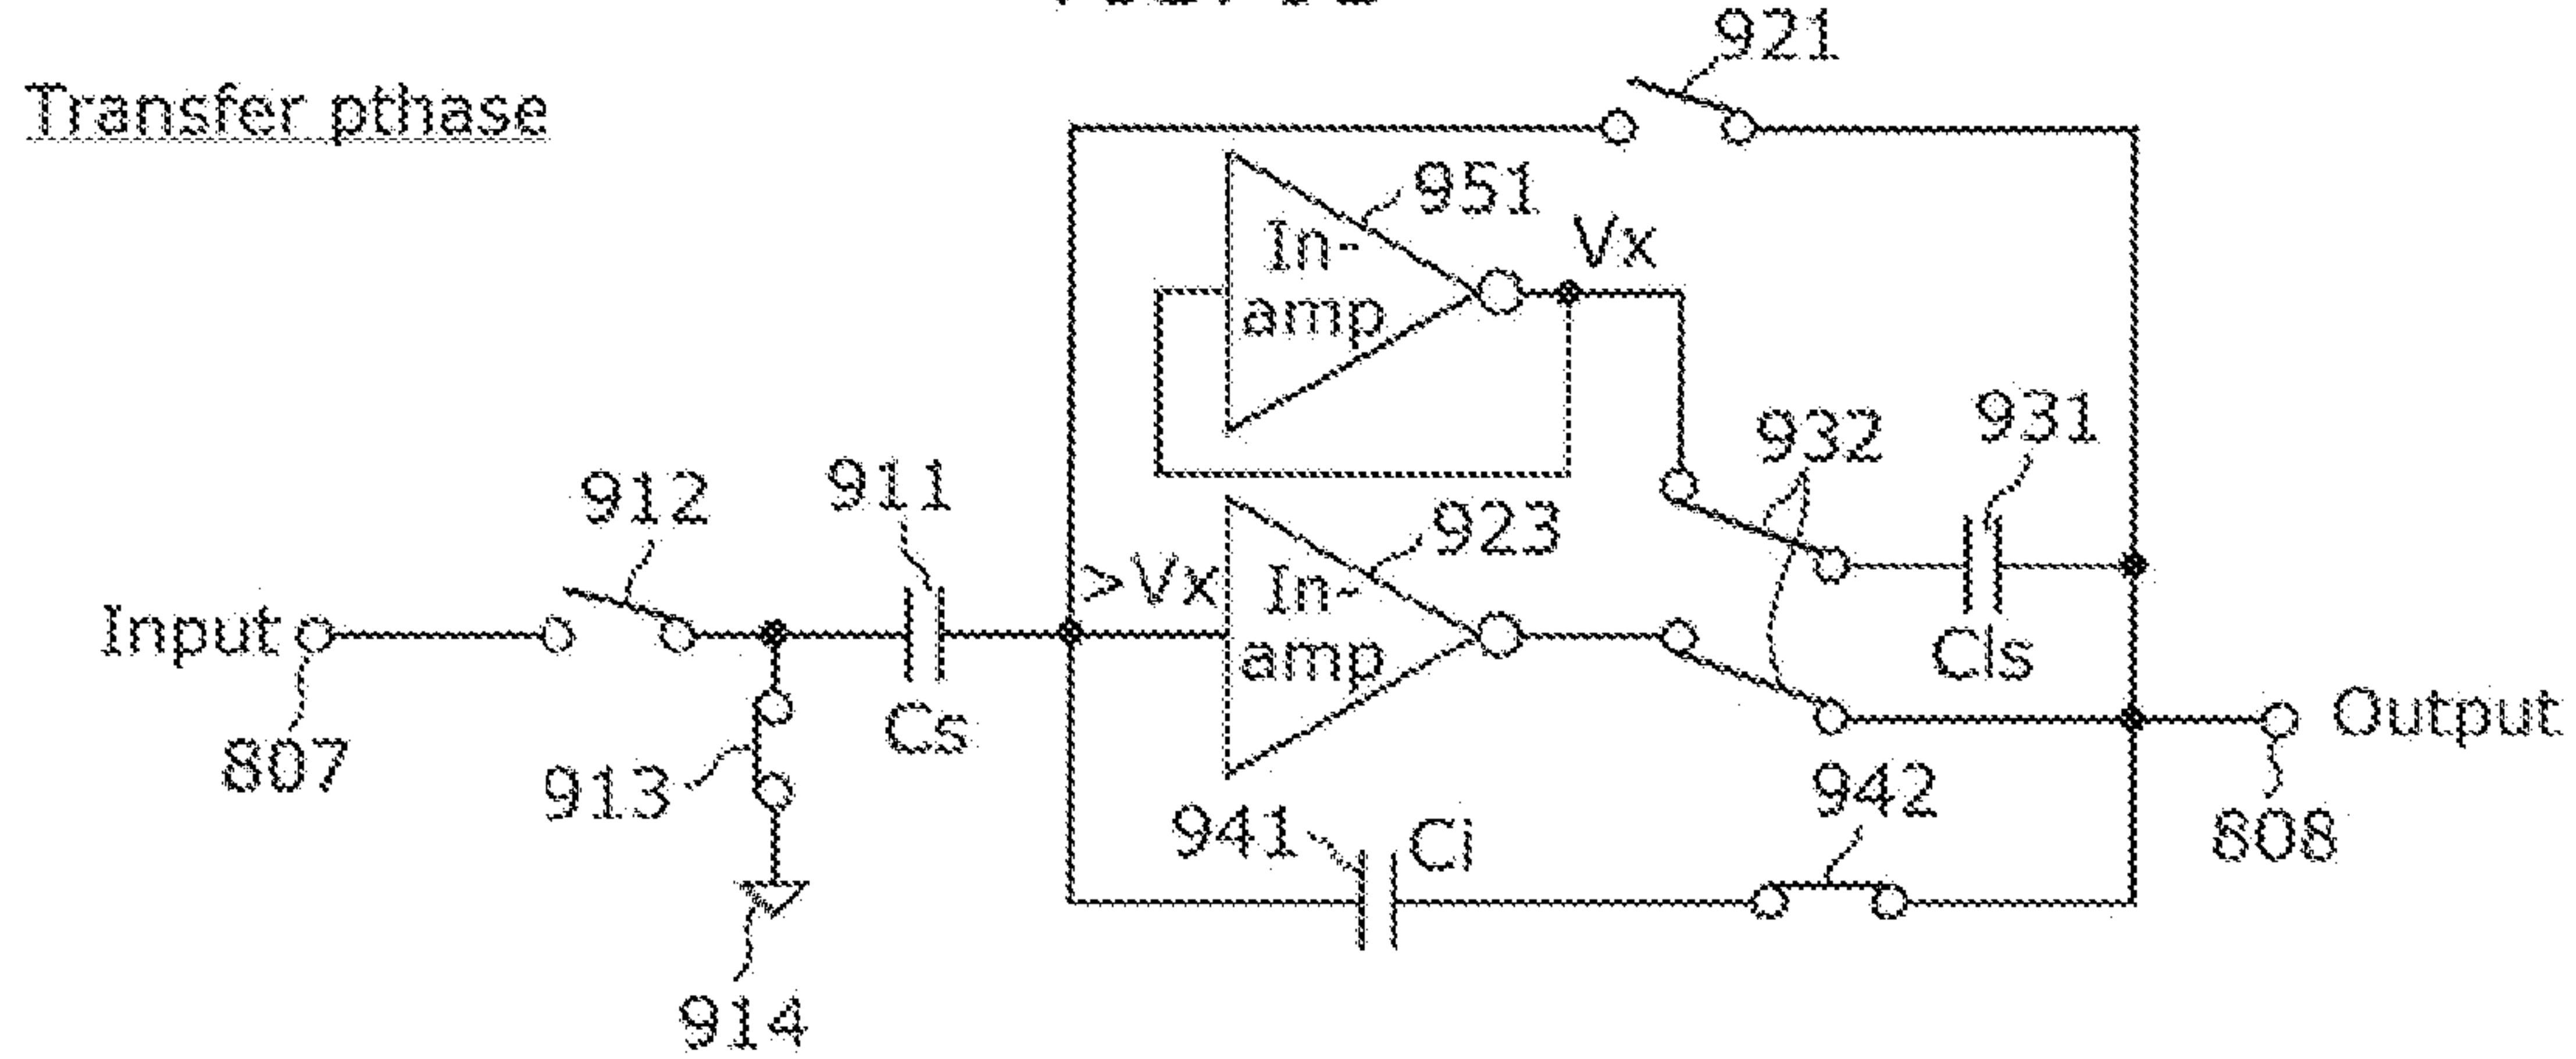 921
Transfer pthase
951
In-
amp
Vx
932
931
912
911
923
>Vx
In-
amp
Input
Cls
Cs
Output
807
913
941
Ci
942
808
914